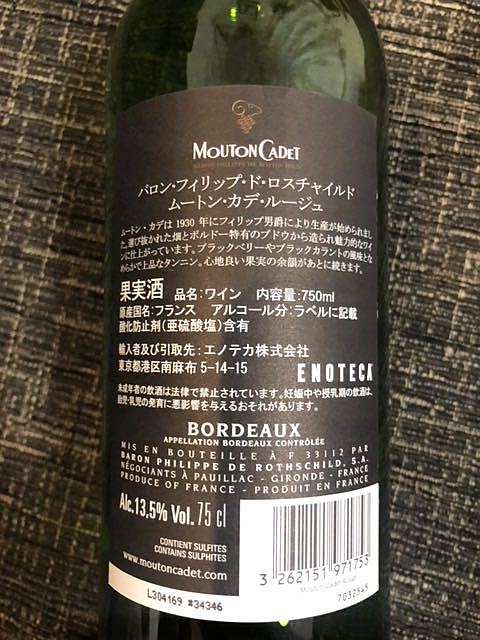 MOUTON CADET
BARON PHILIPPE DE ROTHSCHILD
バロン・フィリップ・ド・ロスチャイルド
ムートン・カデ・ルージュ
ムートン・カデは 1930 年にフィリップ男爵により生産が始められまし
た。選び抜かれた畑とボルドー特有のブドウから造られ魅力的なワイ
ンに仕上がっています。ブラックベリーやブラックカラントの風味とな
めらかで上品なタンニン。心地良い果実の余韻があとに続きます。
果実酒 品名:ワイン 内容量:750ml
原産国名:フランス アルコール分:ラベルに記載
酸化防止剤(亜硫酸塩)含有
輸入者及び引取先:エノテカ株式会社
東京都港区南麻布 5-14-15
ENOTECA
未成年者の飲酒は法律で禁止されています。妊娠中や授乳期の飲酒は、
胎児・乳児の発育に悪影響を与えるおそれがあります。
BORDEAUX
APPELLATION BORDEAUX CONTRÔLÉE
MIS EN BOUTEILLE À F 33112 PAR
BARON PHILIPPE DE ROTHSCHILD, S.A.
NÉGOCIANTS À PAUILLAC - GIRONDE - FRANCE
PRODUCE OF FRANCE - PRODUIT EN FRANCE
Alc.13,5% Vol. 75 cl
CONTIENT SULFITES
CONTAINS SULPHITES
www.moutoncadet.com
3 262151 971753
Mouton Cadet Rouge
7032545
L304169 #34346